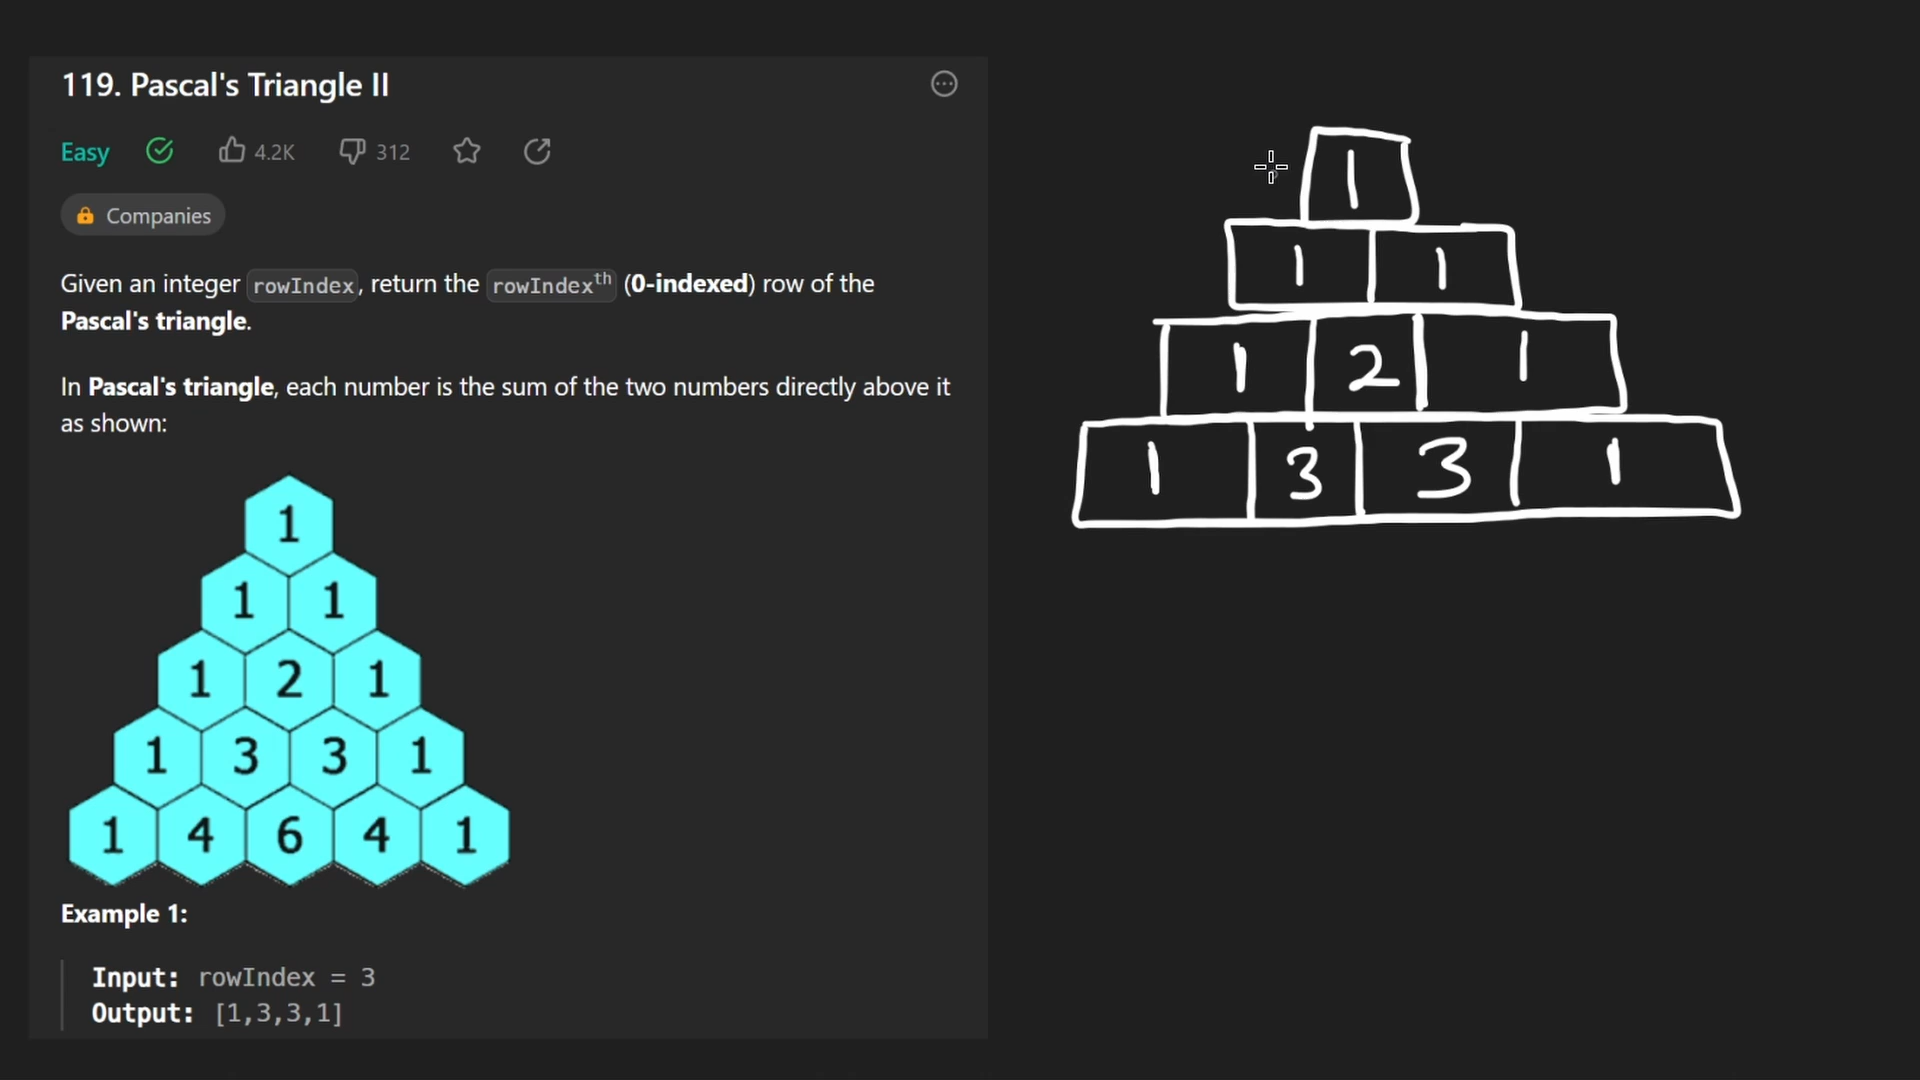 119. Pascal's Triangle II
Easy 4.2K 312
Companies
Given an integer rowIndex, return the rowIndexth (0-indexed) row of the
Pascal's triangle.
In Pascal's triangle, each number is the sum of the two numbers directly above it
as shown:
1
1 1
1 2 1
1 3 3 1
1 4 6 4 1
Example 1:
Input: rowIndex = 3
Output: [1,3,3,1]
1
1 1
1 2 1
1 3 3 1